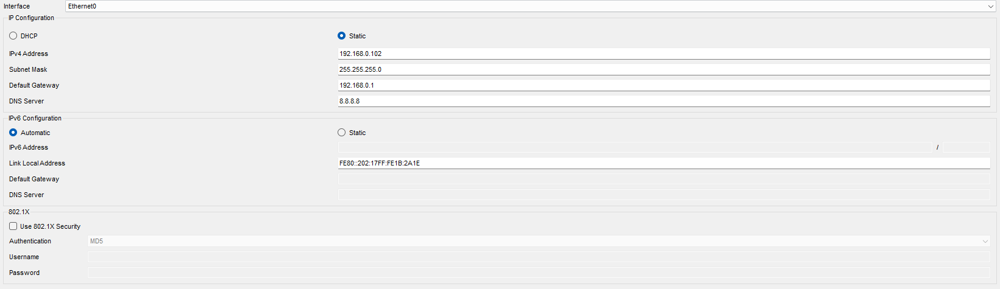 Interface Ethernet0
IP Configuration
DHCP Static
IPv4 Address 192.168.0.102
Subnet Mask 255.255.255.0
Default Gateway 192.168.0.1
DNS Server 8.8.8.8
IPv6 Configuration
Automatic Static
IPv6 Address /
Link Local Address FE80::202:17FF:FE1B:2A1E
Default Gateway
DNS Server
802.1X
Use 802.1X Security
Authentication MD5
Username
Password